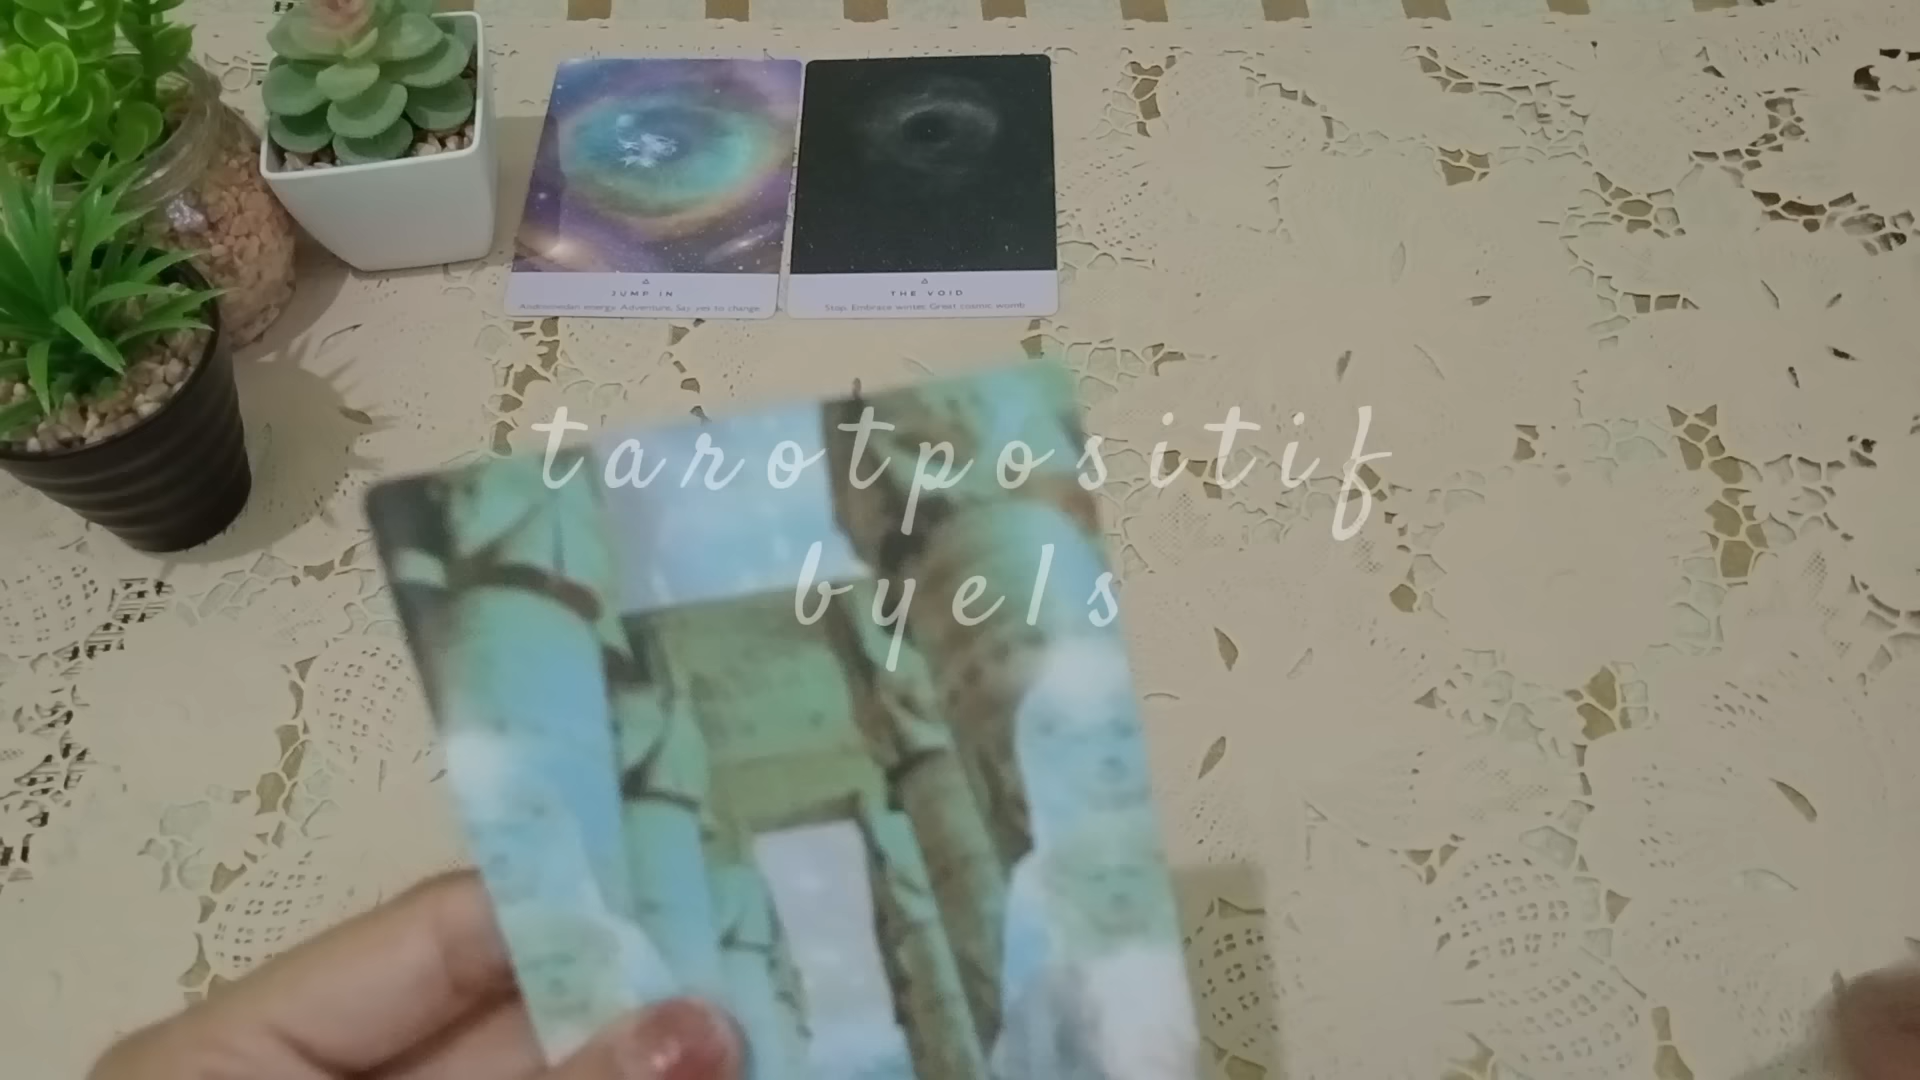 JUMP IN
Andromedan energy. Adventure. Say yes to change.
THE VOID
Stop. Embrace winter. Great cosmic womb.
tarotpositif
byels